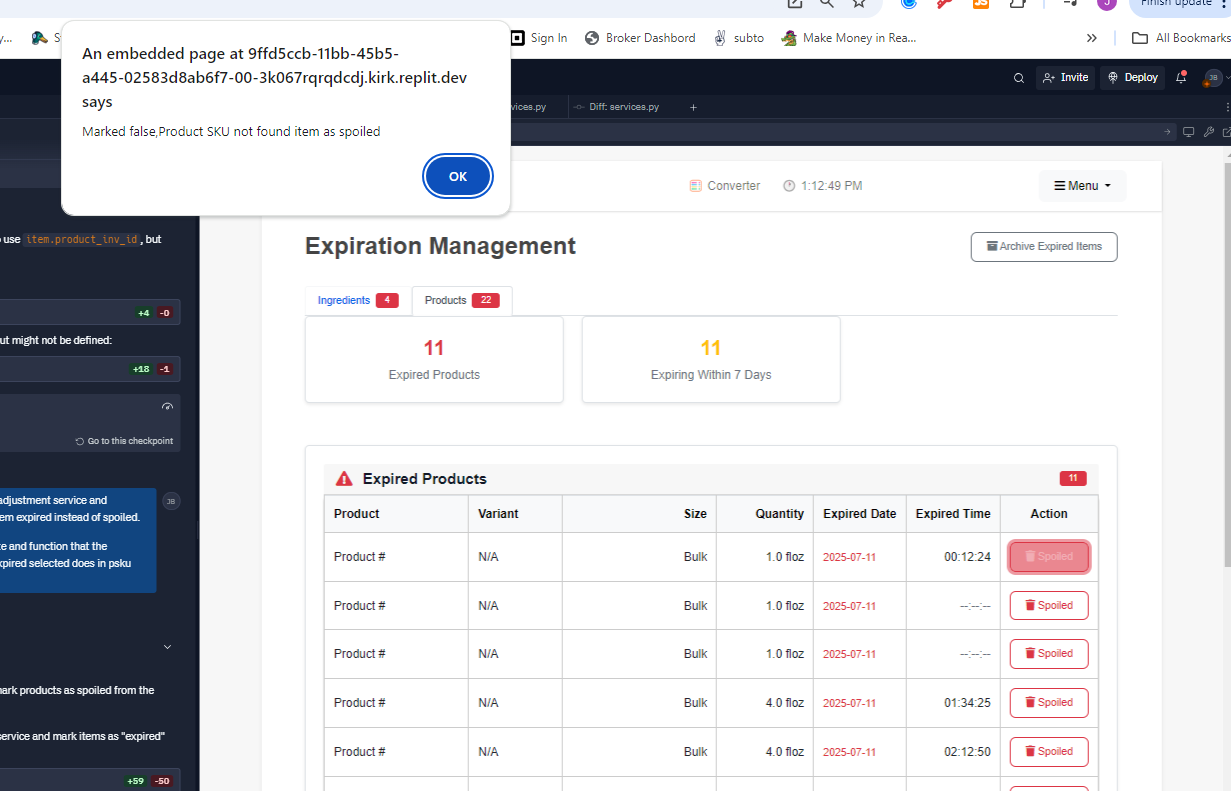 Finish update
y...
S
Sign In
Broker Dashbord
subto
Make Money in Rea...
»
All Bookmarks
An embedded page at 9ffd5ccb-11bb-45b5-
a445-02583d8ab6f7-00-3k067rqrqdcdj.kirk.replit.dev
says
Marked false,Product SKU not found item as spoiled
OK
Invite
Deploy
JB
vices.py
Diff: services.py
+
use item.product_inv_id, but
+4 -0
ut might not be defined:
+18 -1
Go to this checkpoint
adjustment service and
em expired instead of spoiled.
JB
e and function that the
xpired selected does in psku
mark products as spoiled from the
service and mark items as "expired"
+59 -50
Converter
1:12:49 PM
Menu
Expiration Management
Archive Expired Items
Ingredients 4
Products 22
11
Expired Products
11
Expiring Within 7 Days
Expired Products
11
Product Variant Size Quantity Expired Date Expired Time Action
Product # N/A Bulk 1.0 floz 2025-07-11 00:12:24 Spoiled
Product # N/A Bulk 1.0 floz 2025-07-11 --:--:-- Spoiled
Product # N/A Bulk 1.0 floz 2025-07-11 --:--:-- Spoiled
Product # N/A Bulk 4.0 floz 2025-07-11 01:34:25 Spoiled
Product # N/A Bulk 4.0 floz 2025-07-11 02:12:50 Spoiled